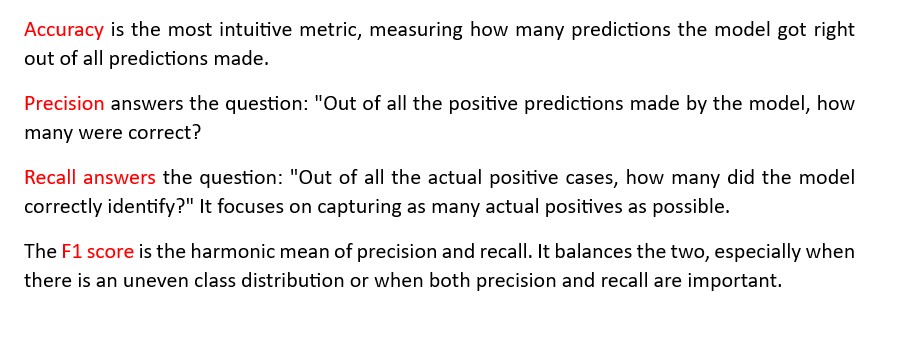 Accuracy is the most intuitive metric, measuring how many predictions the model got right
out of all predictions made.
Precision answers the question: "Out of all the positive predictions made by the model, how
many were correct?
Recall answers the question: "Out of all the actual positive cases, how many did the model
correctly identify?" It focuses on capturing as many actual positives as possible.
The F1 score is the harmonic mean of precision and recall. It balances the two, especially when
there is an uneven class distribution or when both precision and recall are important.